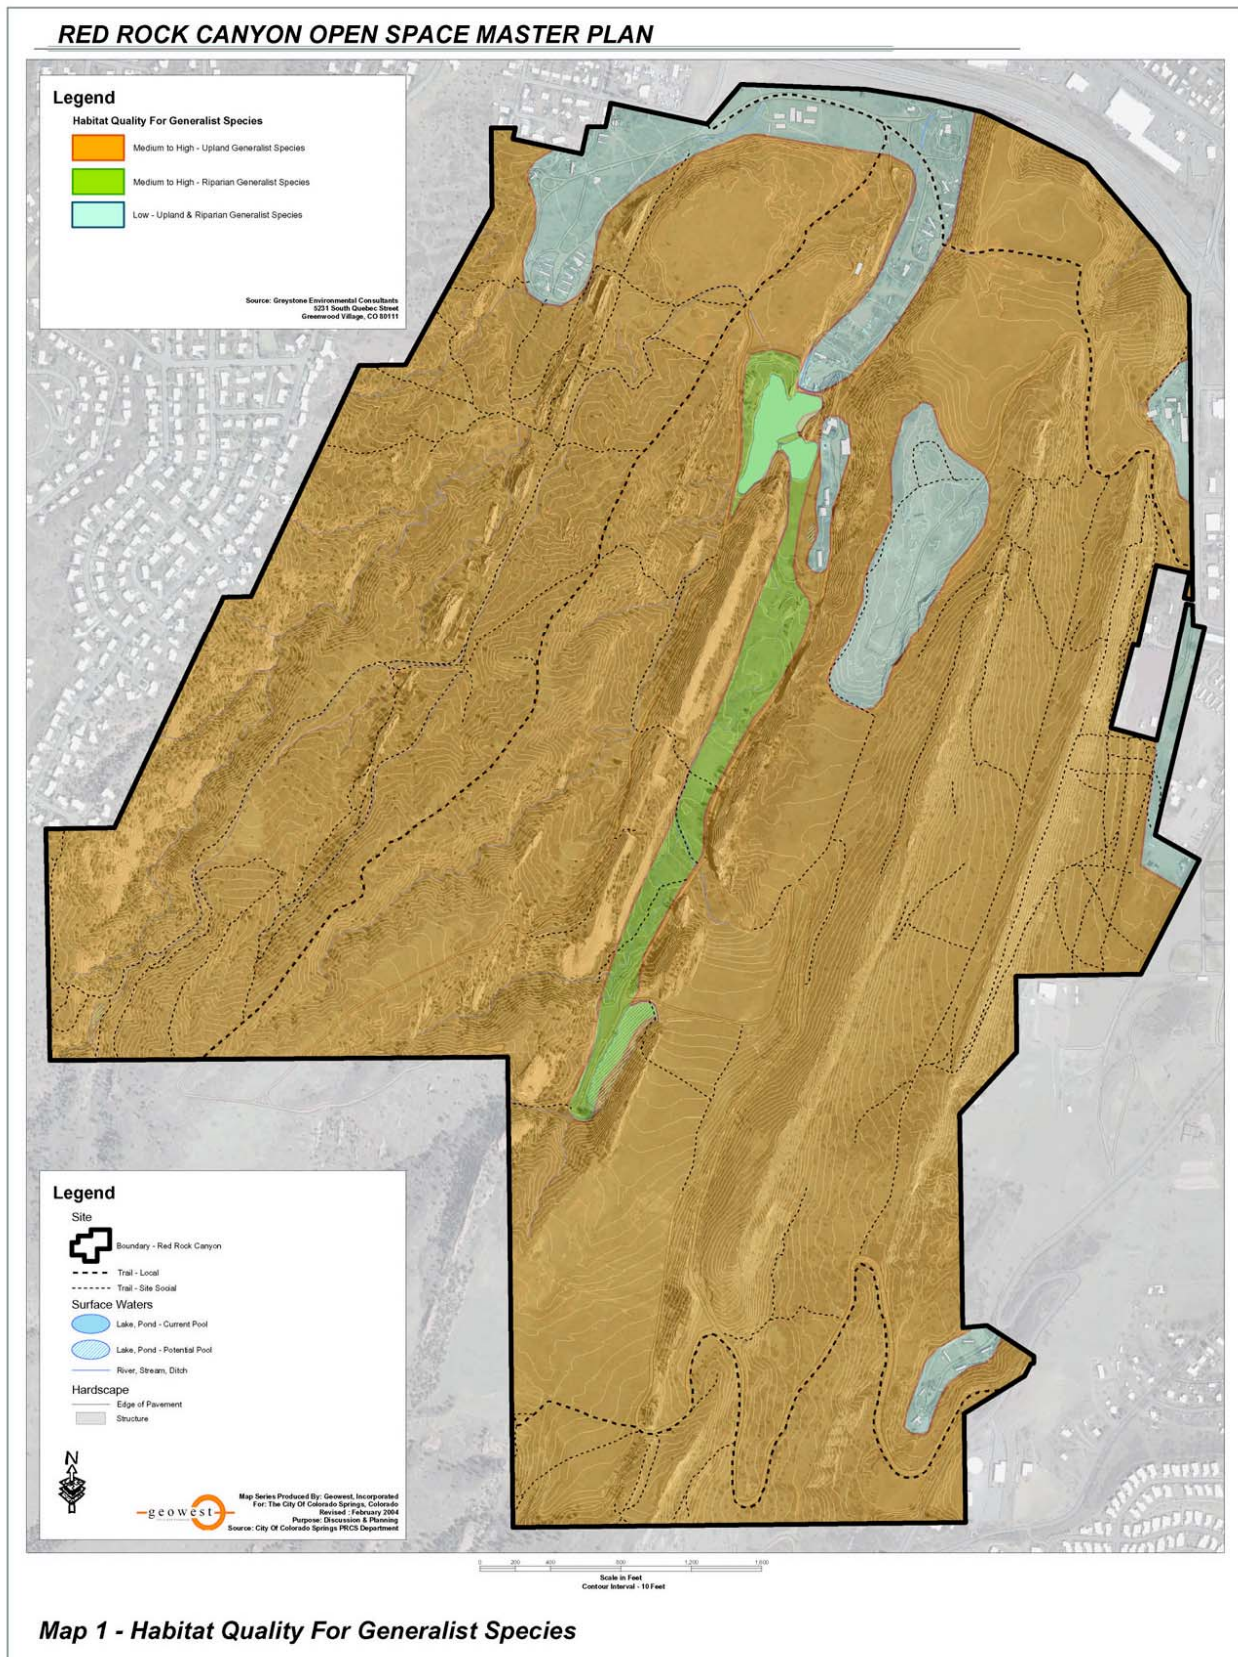 RED ROCK CANYON OPEN SPACE MASTER PLAN
Legend
Habitat Quality For Generalist Species
Medium to High - Upland Generalist Species
Medium to High - Riparian Generalist Species
Low - Upland & Riparian Generalist Species
Source: Greystone Environmental Consultants
5231 South Quebec Street
Greenwood Village, CO 80111
Legend
Site
Boundary - Red Rock Canyon
Trail - Local
Trail - Site Social
Surface Waters
Lake, Pond - Current Pool
Lake, Pond - Potential Pool
River, Stream, Ditch
Hardscape
Edge of Pavement
Structure
N
geowest
Map Series Produced By: Geowest, Incorporated
For: The City Of Colorado Springs, Colorado
Revised : February 2004
Purpose: Discussion & Planning
Source: City Of Colorado Springs PRCS Department
0 200 400 800 1,200 1,600
Scale in Feet
Contour Interval - 10 Feet
Map 1 - Habitat Quality For Generalist Species